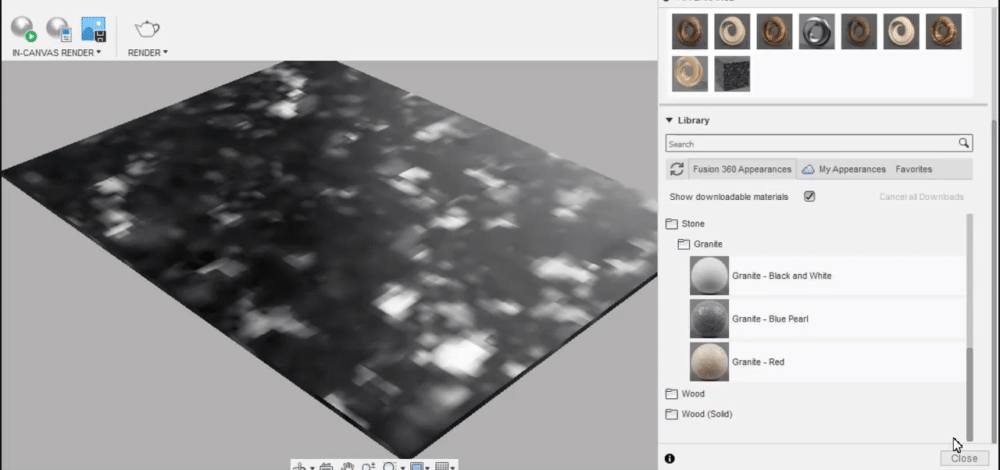 IN-CANVAS RENDER▾ RENDER▾
Library
Search
Fusion 360 Appearances My Appearances Favorites
Show downloadable materials Cancel all Downloads
Stone
Granite
Granite - Black and White
Granite - Blue Pearl
Granite - Red
Wood
Wood (Solid)
Close